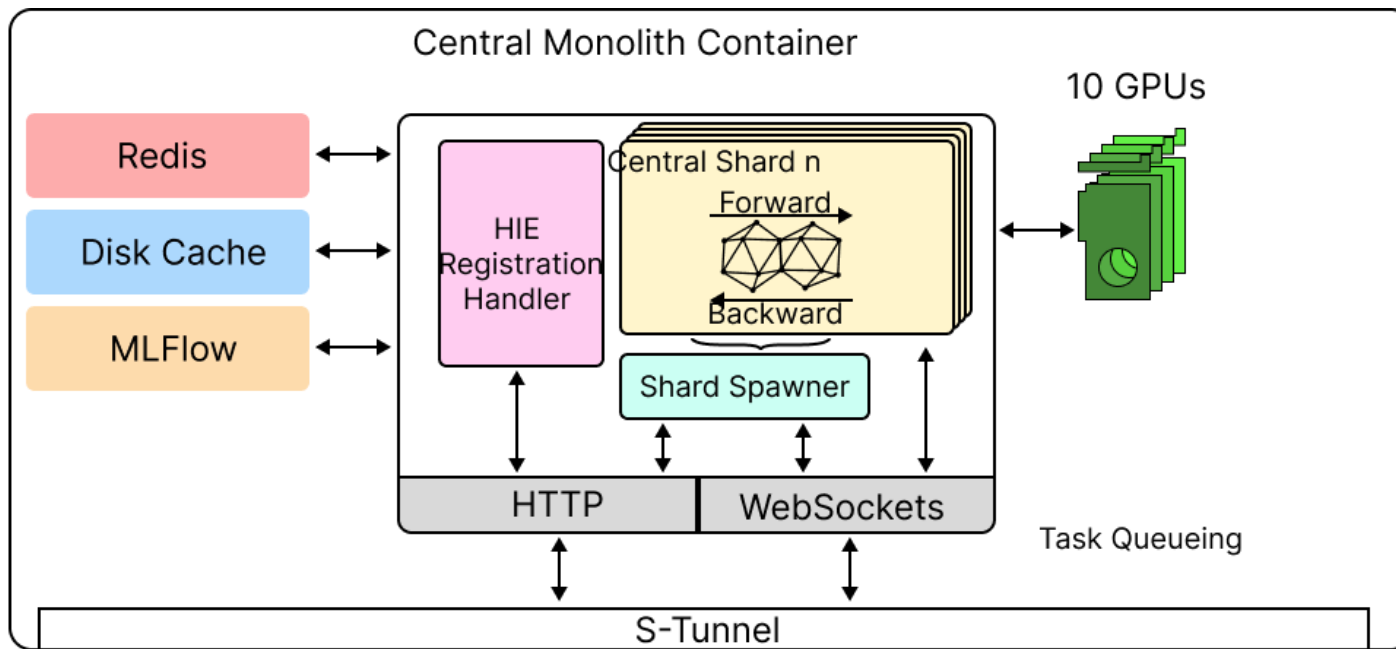 Central Monolith Container
10 GPUs
Redis
Disk Cache
MLFlow
HIE
Registration
Handler
Central Shard n
Forward
Backward
Shard Spawner
HTTP
WebSockets
Task Queueing
S-Tunnel